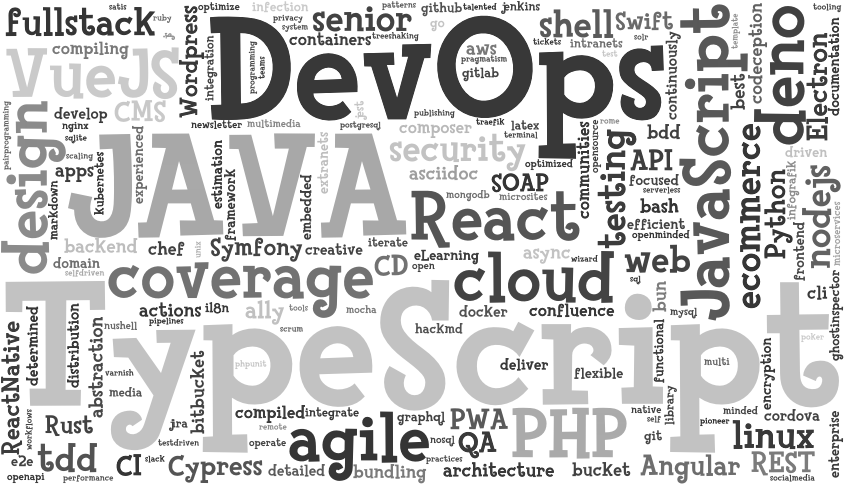 satis
ruby
optimize
infection
patterns
github
talented
jenkins
tooling
fullstack
privacy
system
senior
go
shell
Swift
template
deno
Wordpress
DevOps
containers
treeshaking
aws
pragmatism
gitlab
tickets
intranets
solr
test
continuously
best
codeception
Electron
documentation
compiling
VueJS
integration
programming
teams
JavaScript
pairprogramming
develop
CMS
nginx
sqlite
newsletter
multimedia
test
postgresql
publishing
traefik
latex
terminal
rome
composer
security
asciidoc
optimized
opensource
communities
testing
bdd
API
focused
serverless
ecommerce
driven
infografik
Python
nodejs
microservices
design
scaling
apps
Kubernetes
experienced
JAVA
estimation
framework
embedded
extranets
markdown
SOAP
mongodb
microsites
React
bash
efficient
openminded
frontend
backend
chef
unix
Symfony
creative
iterate
eLearning
async
wizard
web
domain
selfdriven
coverage
CD
open
cloud
sql
bun
mysql
cli
ghostinspector
actions
il8n
pipelines
ally
tools
mocha
docker
confluence
scrum
hackmd
TypeScript
ReactNative
determined
distribution
abstraction
nushell
varnish
media
bitbucket
phpunit
deliver
flexible
functional
multi
encryption
poker
workflows
Rust
jra
testdriven
compiled
integrate
remote
operate
graphql
PWA
PHP
native
self
git
library
pioneer
minded
cordova
enterprise
agile
nosql
QA
practices
linux
e2e
openapi
tdd
performance
CI
slack
Cypress
detailed
bundling
architecture
bucket
Angular
REST
socialmedia